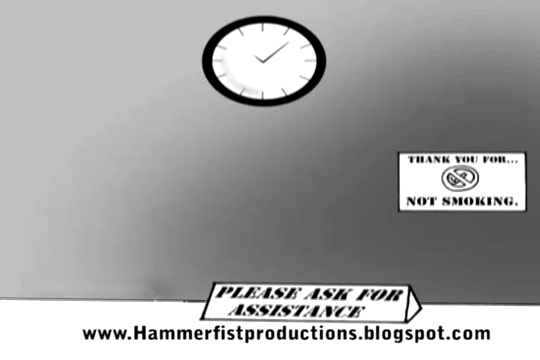 THANK YOU FOR...
NOT SMOKING.
PLEASE ASK FOR
ASSISTANCE
www.Hammerfistproductions.blogspot.com